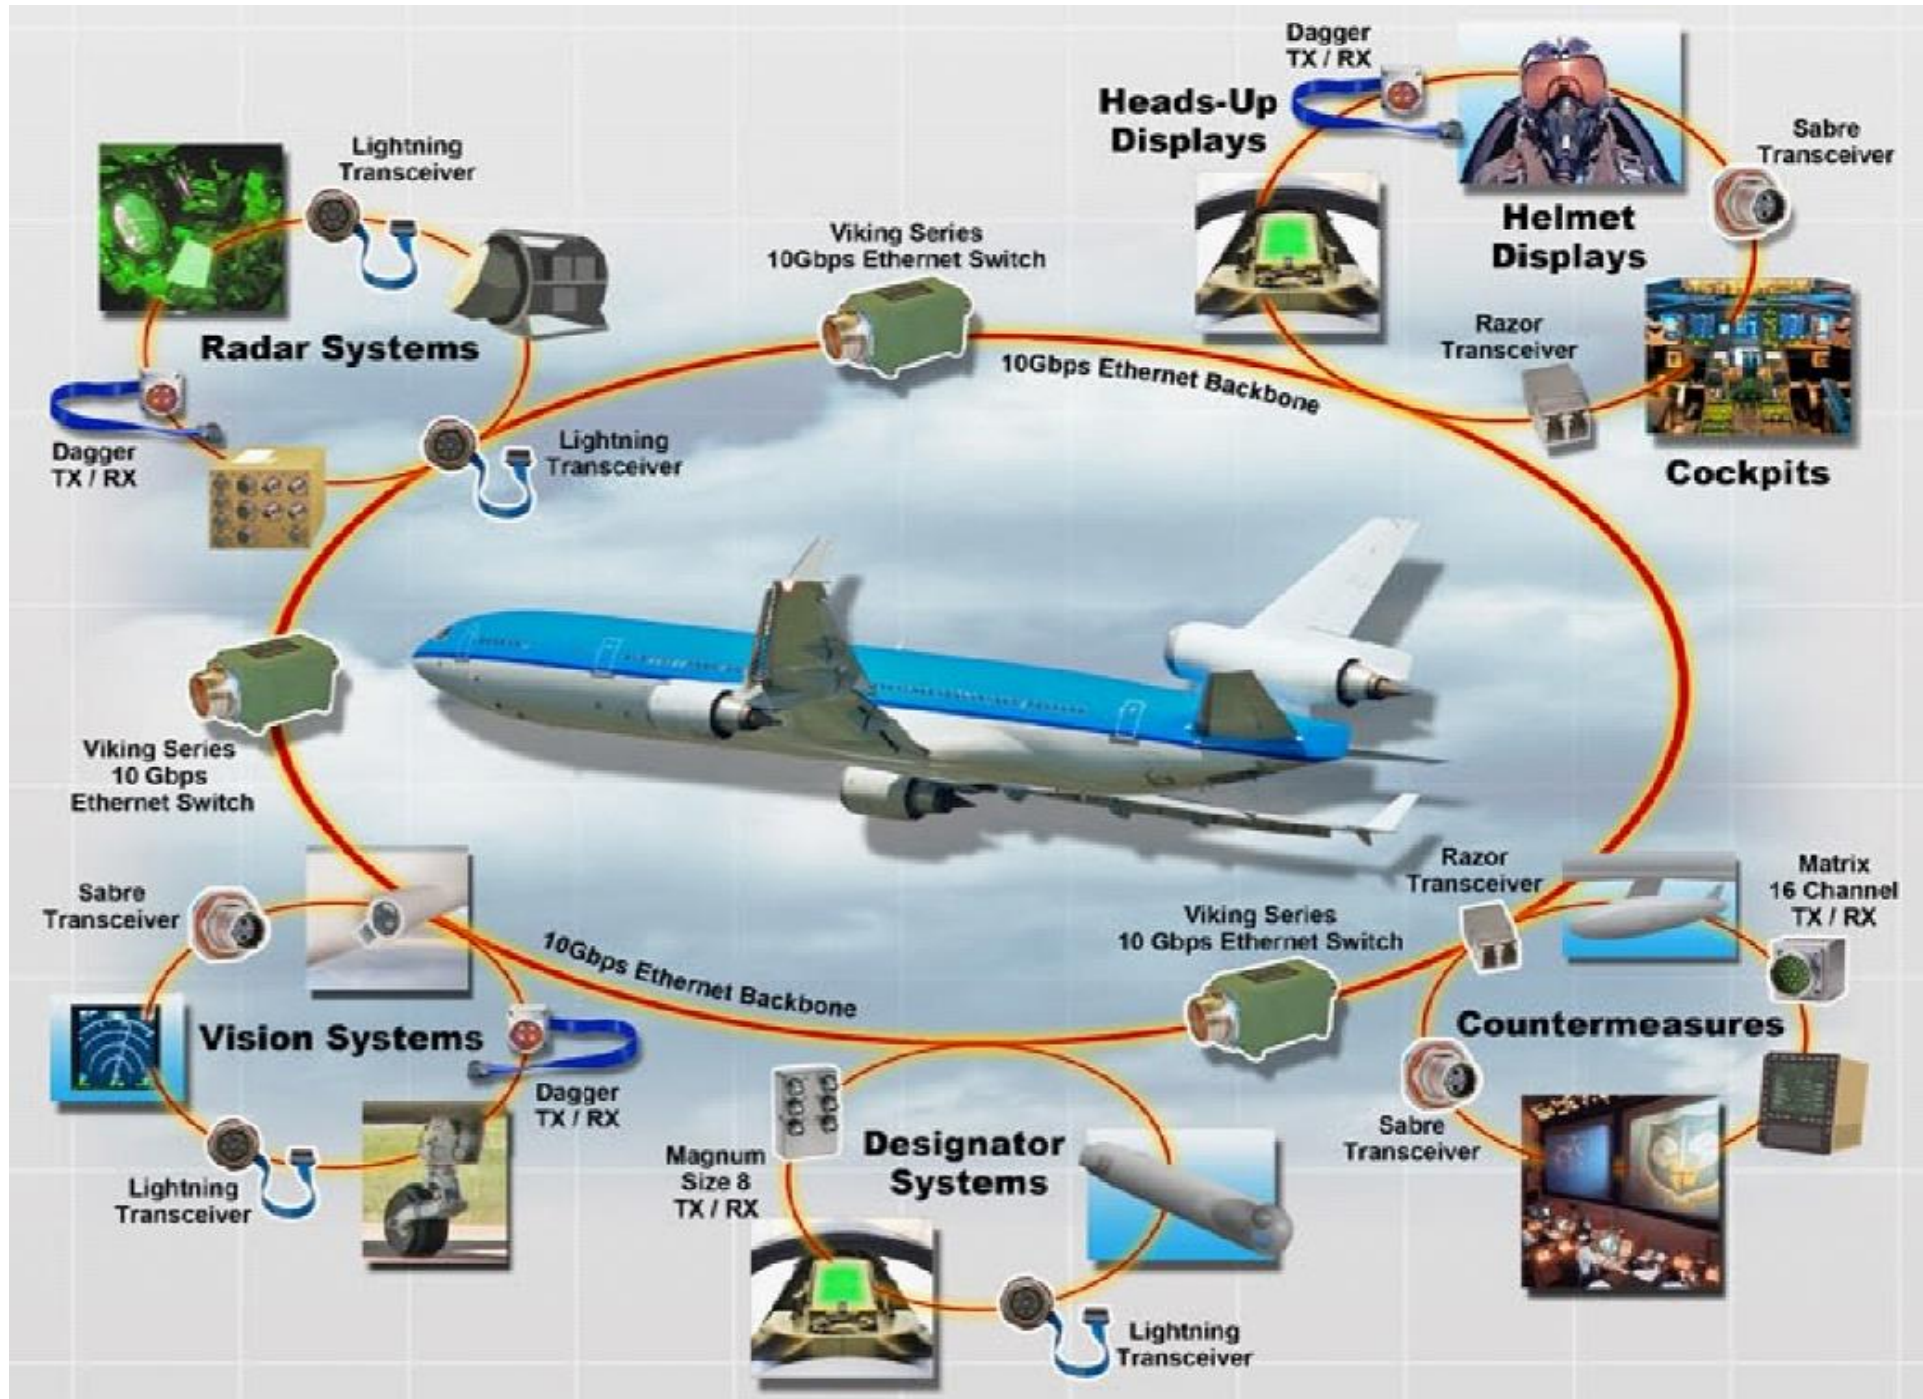 Dagger
TX / RX
Heads-Up
Displays
Sabre
Transceiver
Helmet
Displays
Razor
Transceiver
Cockpits
Lightning
Transceiver
Radar Systems
Dagger
TX / RX
Lightning
Transceiver
Viking Series
10Gbps Ethernet Switch
10Gbps Ethernet Backbone
Viking Series
10 Gbps
Ethernet Switch
Sabre
Transceiver
Vision Systems
Dagger
TX / RX
Lightning
Transceiver
10Gbps Ethernet Backbone
Magnum
Size 8
TX / RX
Designator
Systems
Lightning
Transceiver
Viking Series
10 Gbps Ethernet Switch
Razor
Transceiver
Matrix
16 Channel
TX / RX
Countermeasures
Sabre
Transceiver